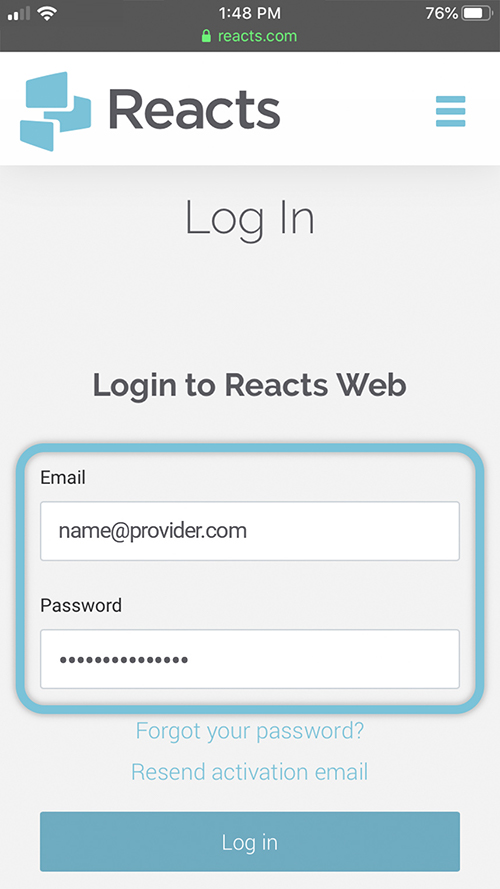 1:48 PM
76%
reacts.com
Reacts
Log In
Login to Reacts Web
Email
name@provider.com
Password
•••••••••••••••
Forgot your password?
Resend activation email
Log in